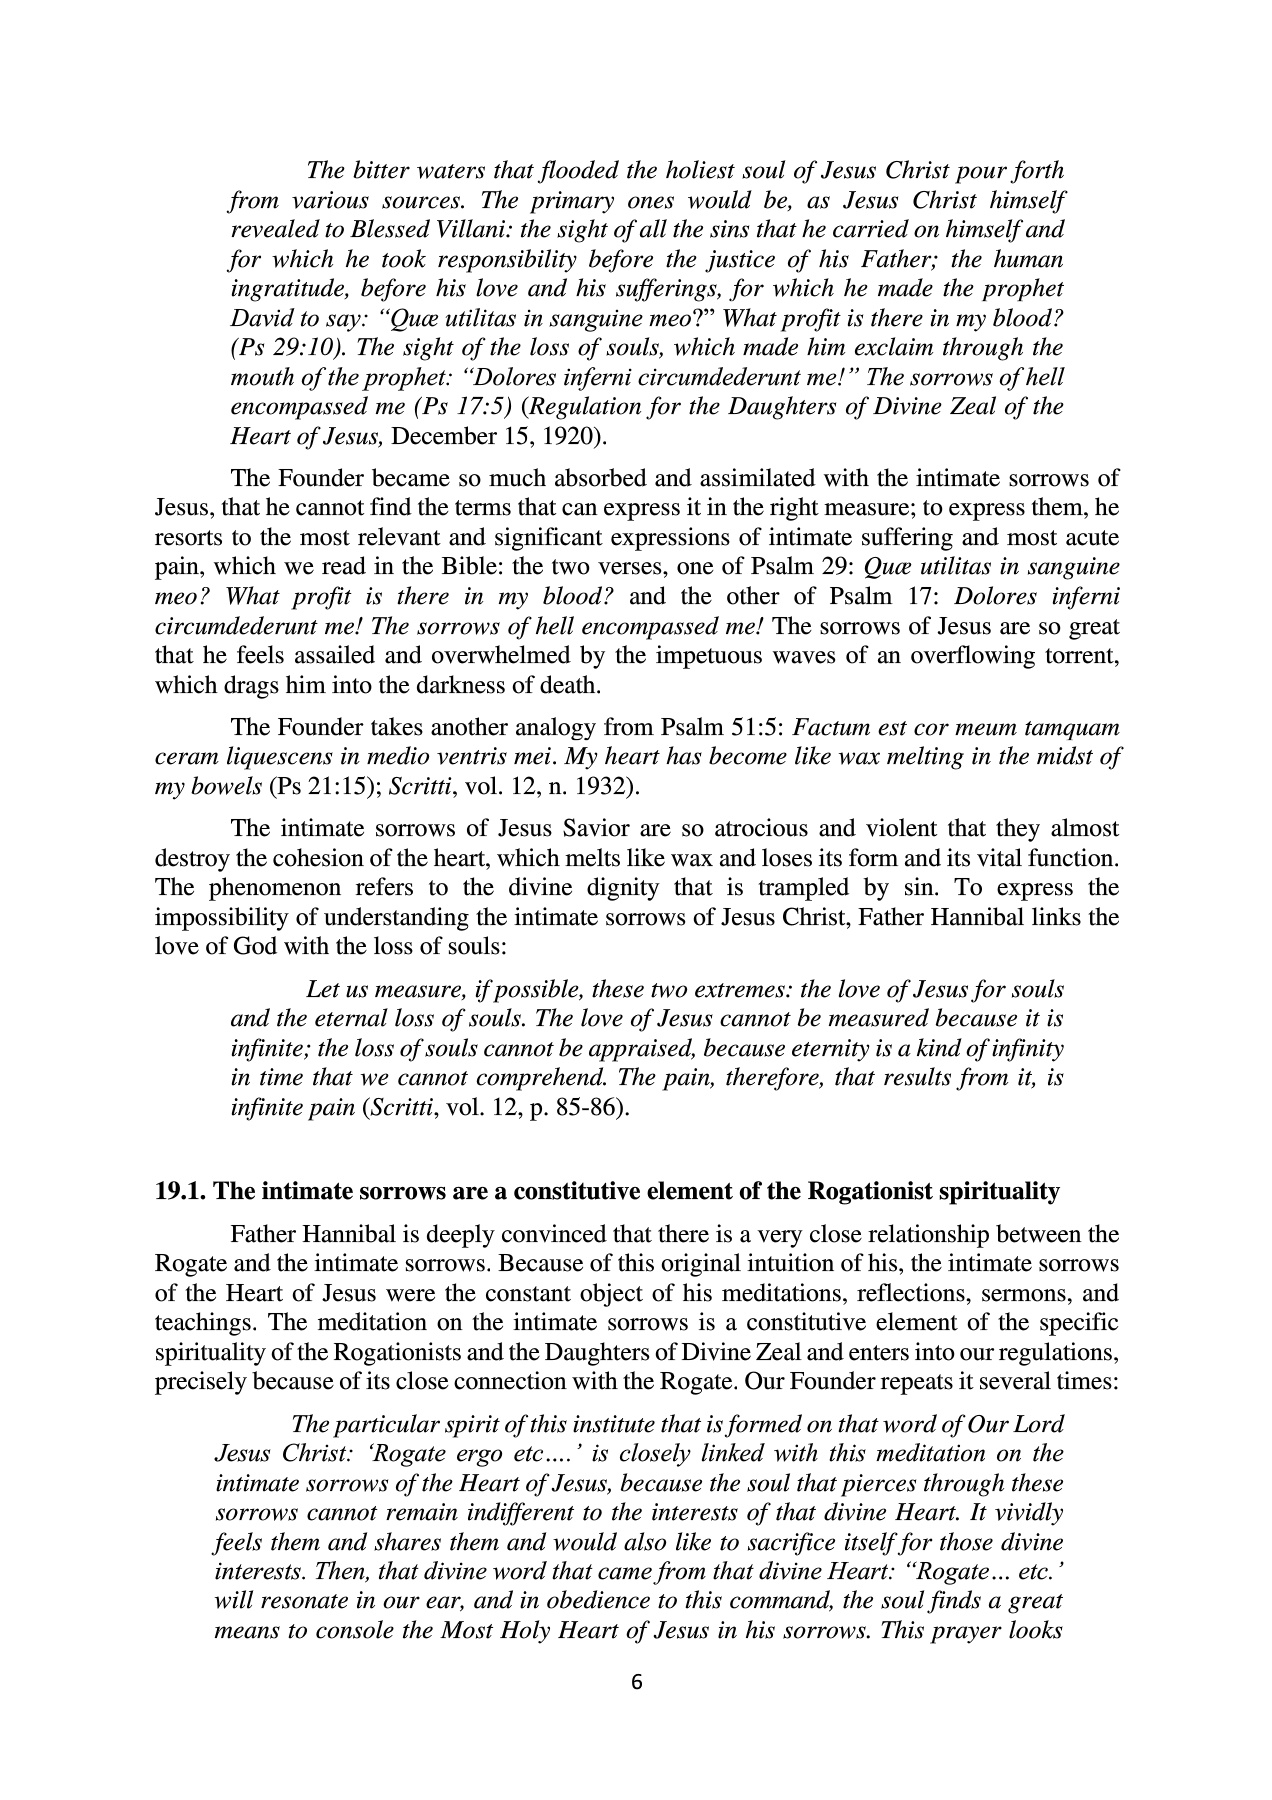 The bitter waters that flooded the holiest soul of Jesus Christ pour forth
from various sources. The primary ones would be, as Jesus Christ himself
revealed to Blessed Villani: the sight of all the sins that he carried on himself and
for which he took responsibility before the justice of his Father; the human
ingratitude, before his love and his sufferings, for which he made the prophet
David to say: “Quæ utilitas in sanguine meo?” What profit is there in my blood?
(Ps 29:10). The sight of the loss of souls, which made him exclaim through the
mouth of the prophet: “Dolores inferni circumdederunt me!” The sorrows of hell
encompassed me (Ps 17:5) (Regulation for the Daughters of Divine Zeal of the
Heart of Jesus, December 15, 1920).
The Founder became so much absorbed and assimilated with the intimate sorrows of
Jesus, that he cannot find the terms that can express it in the right measure; to express them, he
resorts to the most relevant and significant expressions of intimate suffering and most acute
pain, which we read in the Bible: the two verses, one of Psalm 29: Quæ utilitas in sanguine
meo? What profit is there in my blood? and the other of Psalm 17: Dolores inferni
circumdederunt me! The sorrows of hell encompassed me! The sorrows of Jesus are so great
that he feels assailed and overwhelmed by the impetuous waves of an overflowing torrent,
which drags him into the darkness of death.
The Founder takes another analogy from Psalm 51:5: Factum est cor meum tamquam
ceram liquescens in medio ventris mei. My heart has become like wax melting in the midst of
my bowels (Ps 21:15); Scritti, vol. 12, n. 1932).
The intimate sorrows of Jesus Savior are so atrocious and violent that they almost
destroy the cohesion of the heart, which melts like wax and loses its form and its vital function.
The phenomenon refers to the divine dignity that is trampled by sin. To express the
impossibility of understanding the intimate sorrows of Jesus Christ, Father Hannibal links the
love of God with the loss of souls:
Let us measure, if possible, these two extremes: the love of Jesus for souls
and the eternal loss of souls. The love of Jesus cannot be measured because it is
infinite; the loss of souls cannot be appraised, because eternity is a kind of infinity
in time that we cannot comprehend. The pain, therefore, that results from it, is
infinite pain (Scritti, vol. 12, p. 85-86).
19.1. The intimate sorrows are a constitutive element of the Rogationist spirituality
Father Hannibal is deeply convinced that there is a very close relationship between the
Rogate and the intimate sorrows. Because of this original intuition of his, the intimate sorrows
of the Heart of Jesus were the constant object of his meditations, reflections, sermons, and
teachings. The meditation on the intimate sorrows is a constitutive element of the specific
spirituality of the Rogationists and the Daughters of Divine Zeal and enters into our regulations,
precisely because of its close connection with the Rogate. Our Founder repeats it several times:
The particular spirit of this institute that is formed on that word of Our Lord
Jesus Christ: ‘Rogate ergo etc….’ is closely linked with this meditation on the
intimate sorrows of the Heart of Jesus, because the soul that pierces through these
sorrows cannot remain indifferent to the interests of that divine Heart. It vividly
feels them and shares them and would also like to sacrifice itself for those divine
interests. Then, that divine word that came from that divine Heart: “Rogate… etc.’
will resonate in our ear, and in obedience to this command, the soul finds a great
means to console the Most Holy Heart of Jesus in his sorrows. This prayer looks
6